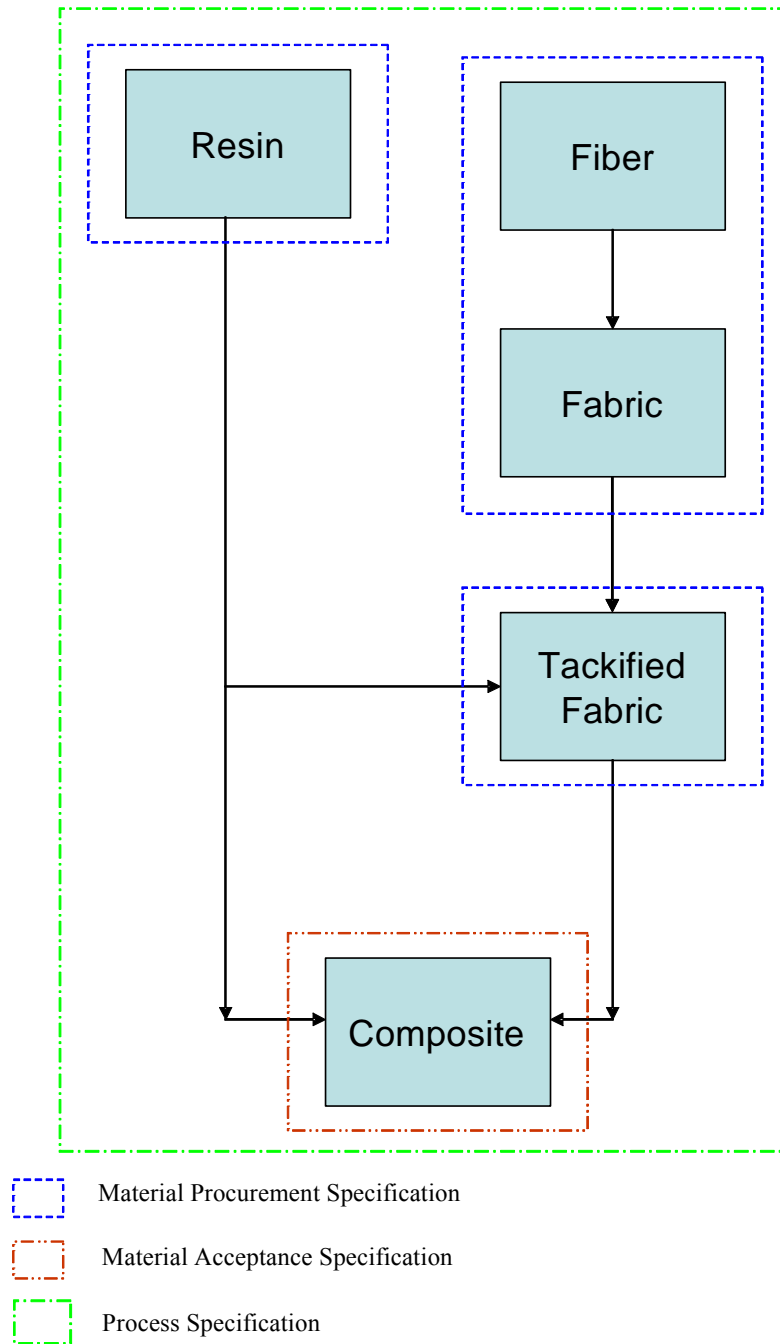 Resin
Fiber
Fabric
Tackified
Fabric
Composite
Material Procurement Specification
Material Acceptance Specification
Process Specification